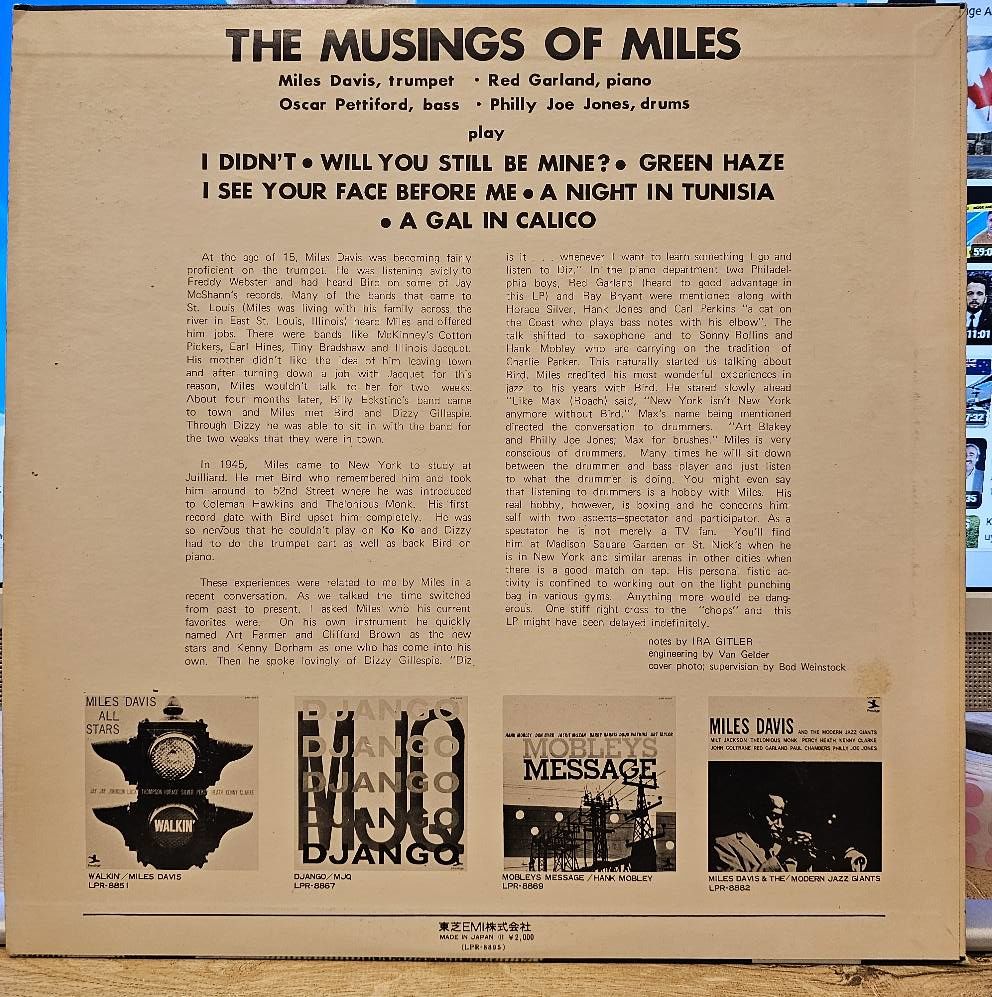 THE MUSINGS OF MILES
Miles Davis, trumpet • Red Garland, piano
Oscar Pettiford, bass • Philly Joe Jones, drums
play
I DIDN'T • WILL YOU STILL BE MINE? • GREEN HAZE
I SEE YOUR FACE BEFORE ME • A NIGHT IN TUNISIA
• A GAL IN CALICO
At the age of 15, Miles Davis was becoming fairly
proficient on the trumpet. He was listening avidly to
Freddy Webster and had heard Bird on some of Jay
McShann's records. Many of the bands that came to
St. Louis (Miles was living with his family across the
river in East St. Louis, Illinois) heard Miles and offered
him jobs. There were bands like McKinney's Cotton
Pickers, Earl Hines, Tiny Bradshaw and Illinois Jacquet.
His mother didn't like the idea of him leaving town
and after turning down a job with Jacquet for this
reason, Miles wouldn't talk to her for two weeks.
About four months later, Billy Eckstine's band came
to town and Miles met Bird and Dizzy Gillespie.
Through Dizzy he was able to sit in with the band for
the two weeks that they were in town.
In 1945, Miles came to New York to study at
Juilliard. He met Bird who remembered him and took
him around to 52nd Street where he was introduced
to Coleman Hawkins and Thelonious Monk. His first
record date with Bird upset him completely. He was
so nervous that he couldn't play on Ko Ko and Dizzy
had to do the trumpet part as well as back Bird on
piano.
These experiences were related to me by Miles in a
recent conversation. As we talked the time switched
from past to present. I asked Miles who his current
favorites were. On his own instrument he quickly
named Art Farmer and Clifford Brown as the new
stars and Kenny Dorham as one who has come into his
own. Then he spoke lovingly of Dizzy Gillespie. "Diz
is it . . . whenever I want to learn something I go and
listen to Diz." In the piano department two Philadel-
phia boys, Red Garland (heard to good advantage in
this LP) and Ray Bryant were mentioned along with
Horace Silver, Hank Jones and Carl Perkins "a cat on
the Coast who plays bass notes with his elbow". The
talk shifted to saxophone and to Sonny Rollins and
Hank Mobley who are carrying on the tradition of
Charlie Parker. This naturally started us talking about
Bird. Miles credited his most wonderful experiences in
jazz to his years with Bird. He stared slowly ahead
"Like Max (Roach) said, "New York isn't New York
anymore without Bird." Max's name being mentioned
directed the conversation to drummers. "Art Blakey
and Philly Joe Jones; Max for brushes." Miles is very
conscious of drummers. Many times he will sit down
between the drummer and bass player and just listen
to what the drummer is doing. You might even say
that listening to drummers is a hobby with Miles. His
real hobby, however, is boxing and he concerns him
self with two aspects—spectator and participator. As a
spectator he is not merely a TV fan. You'll find
him at Madison Square Garden or St. Nick's when he
is in New York and similar arenas in other cities when
there is a good match on tap. His personal fistic ac-
tivity is confined to working out on the light punching
bag in various gyms. Anything more would be dang-
erous. One stiff right cross to the "chops" and this
LP might have been delayed indefinitely.
notes by IRA GITLER
engineering by Van Gelder
cover photo; supervision by Bod Weinstock
MILES DAVIS
ALL
STARS
WALKIN'
WALKIN'/MILES DAVIS
LPR-8851
DJANGO
DJANGO
DJANGO
DJANGO
DJANGO
MJQ
DJANGO/MJQ
LPR-8867
MOBLEYS
MESSAGE
MOBLEYS MESSAGE/HANK MOBLEY
LPR-8869
MILES DAVIS AND THE MODERN JAZZ GIANTS
MILT JACKSON THELONIOUS MONK PERCY HEATH KENNY CLARKE
JOHN COLTRANE RED GARLAND PAUL CHAMBERS PHILLY JOE JONES
MILES DAVIS & THE/MODERN JAZZ GIANTS
LPR-8882
東芝EMI株式会社
MADE IN JAPAN ¥2,000
(LPR-8895)
59:0
11:01
7:32
35